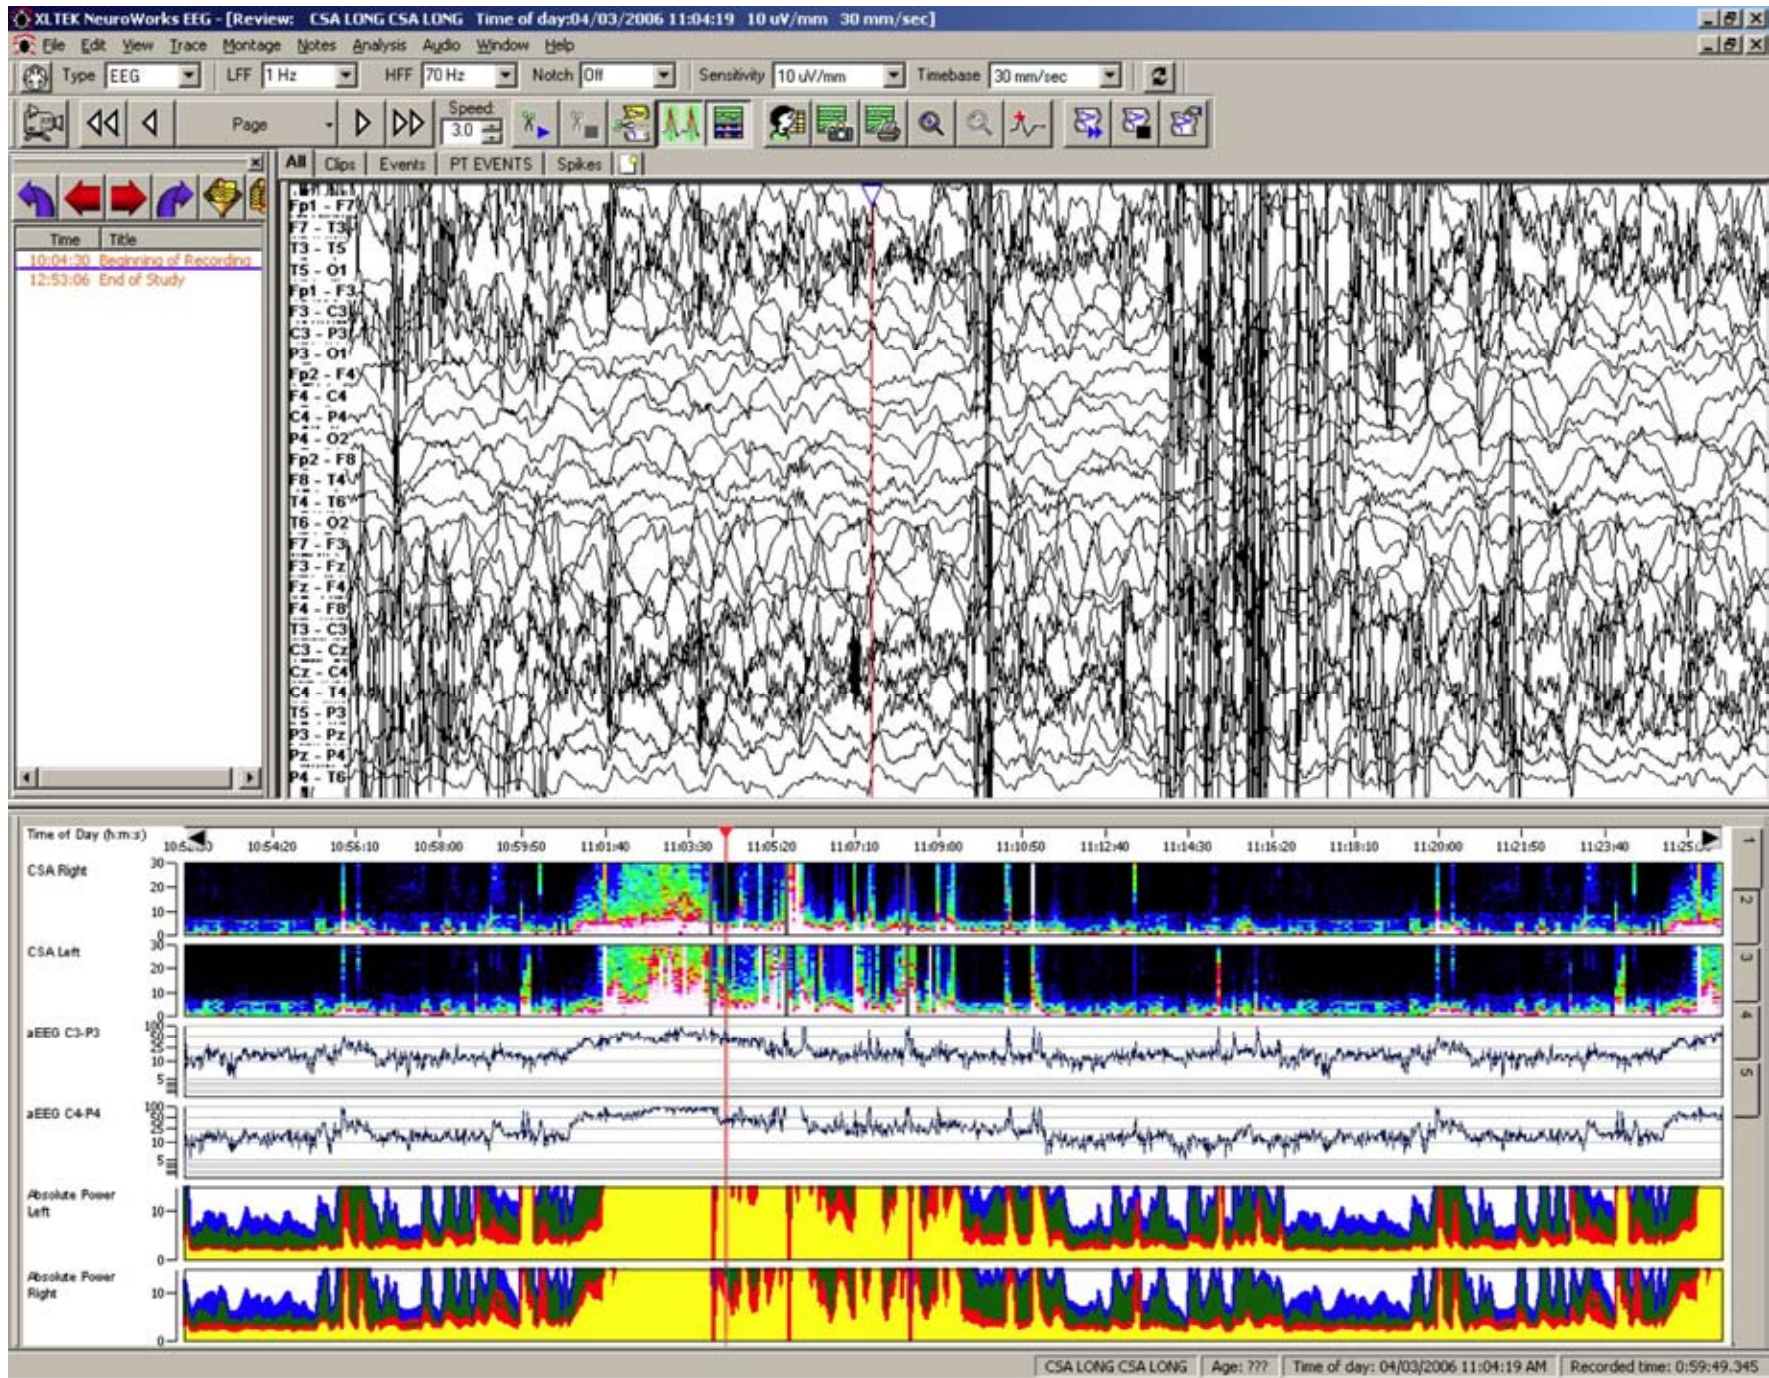 XLTEK NeuroWorks EEG - [Review: CSA LONG CSA LONG Time of day:04/03/2006 11:04:19 10 uV/mm 30 mm/sec]
File Edit View Trace Montage Notes Analysis Audio Window Help
Type EEG LFF 1 Hz HFF 70 Hz Notch Off Sensitivity 10 uV/mm Timebase 30 mm/sec
Page Speed 3.0
All Clips Events PT EVENTS Spikes
Time Title
10:04:30 Beginning of Recording
12:53:06 End of Study
Fp1 - F7
F7 - T3
T3 - T5
T5 - O1
Fp1 - F3
F3 - C3
C3 - P3
P3 - O1
Fp2 - F4
F4 - C4
C4 - P4
P4 - O2
Fp2 - F8
F8 - T4
T4 - T6
T6 - O2
F7 - F3
F3 - Fz
Fz - F4
F4 - F8
T3 - C3
C3 - Cz
Cz - C4
C4 - T4
T5 - P3
P3 - Pz
Pz - P4
P4 - T6
Time of Day (h:m:s)
10:54:20 10:56:10 10:58:00 10:59:50 11:01:40 11:03:30 11:05:20 11:07:10 11:09:00 11:10:50 11:12:40 11:14:30 11:16:20 11:18:10 11:20:00 11:21:50 11:23:40
CSA Right
30
20
10
0
CSA Left
30
20
10
0
aEEG C3-P3
100
50
25
10
5
aEEG C4-P4
100
50
25
10
5
Absolute Power
Left
10
0
Absolute Power
Right
10
0
1
2
3
4
5
CSA LONG CSA LONG Age: ??? Time of day: 04/03/2006 11:04:19 AM Recorded time: 0:59:49.345